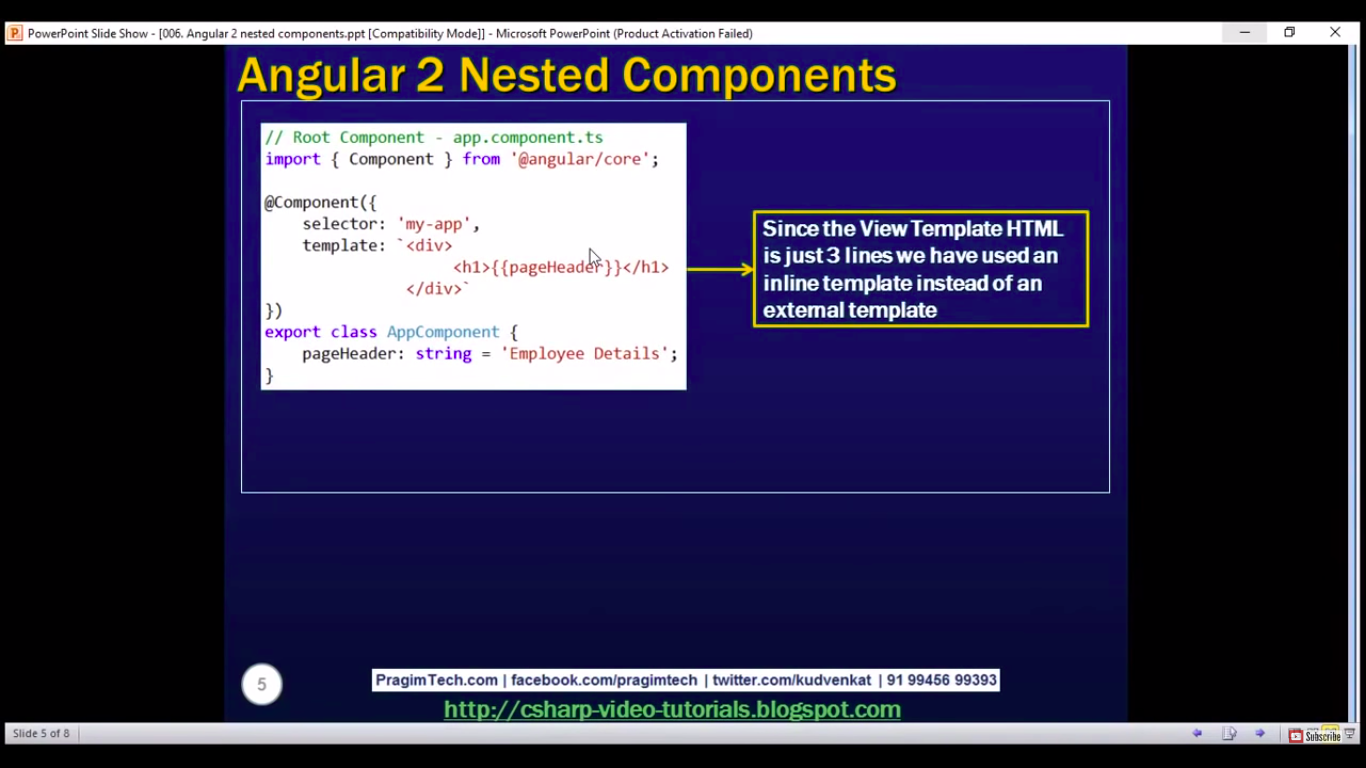 PowerPoint Slide Show - [006. Angular 2 nested components.ppt [Compatibility Mode]] - Microsoft PowerPoint (Product Activation Failed)
Angular 2 Nested Components
// Root Component - app.component.ts
import { Component } from '@angular/core';
@Component({
selector: 'my-app',
template: `<div>
<h1>{{pageHeader}}</h1>
</div>`
})
export class AppComponent {
pageHeader: string = 'Employee Details';
}
Since the View Template HTML
is just 3 lines we have used an
inline template instead of an
external template
5
PragimTech.com | facebook.com/pragimtech | twitter.com/kudvenkat | 91 99456 99393
http://csharp-video-tutorials.blogspot.com
Slide 5 of 8
Subscribe